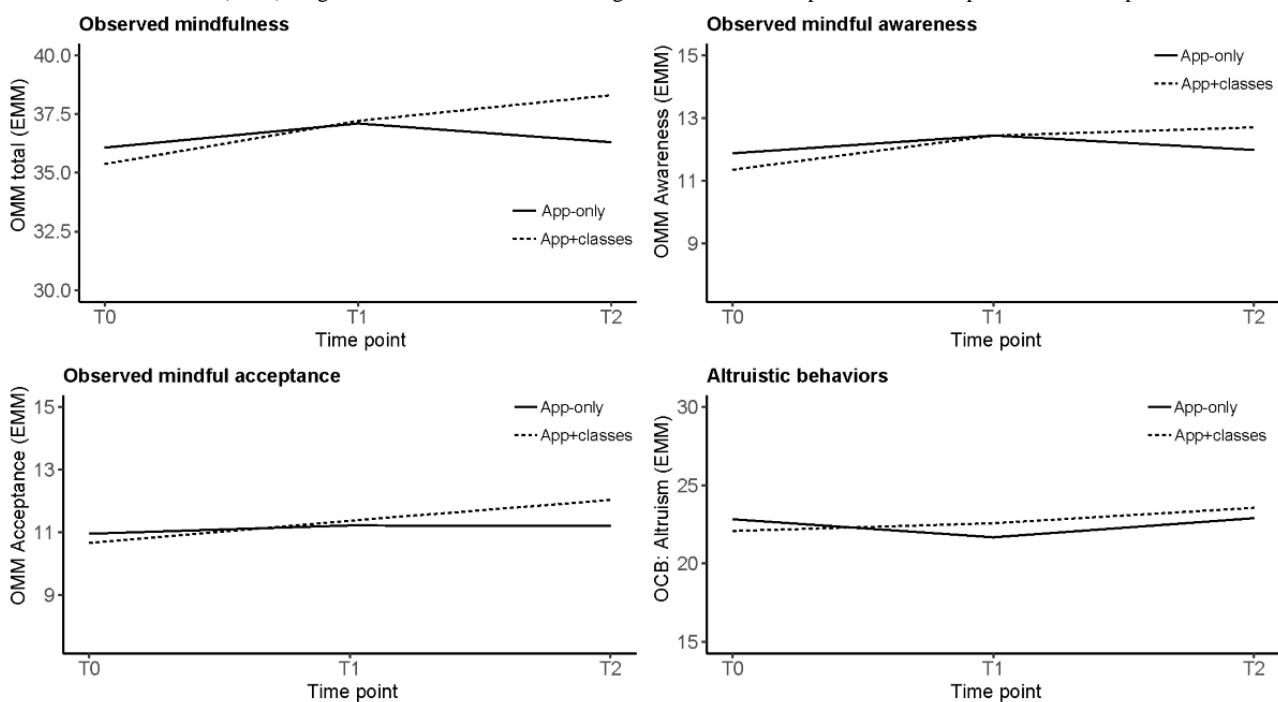 Observed mindfulness
OMM total (EMM)
40.0
37.5
35.0
32.5
30.0
App-only
App+classes
T0
T1
T2
Time point
Observed mindful awareness
OMM Awareness (EMM)
15
13
11
9
App-only
App+classes
T0
T1
T2
Time point
Observed mindful acceptance
OMM Acceptance (EMM)
15
13
11
9
App-only
App+classes
T0
T1
T2
Time point
Altruistic behaviors
OCB: Altruism (EMM)
30
25
20
15
App-only
App+classes
T0
T1
T2
Time point